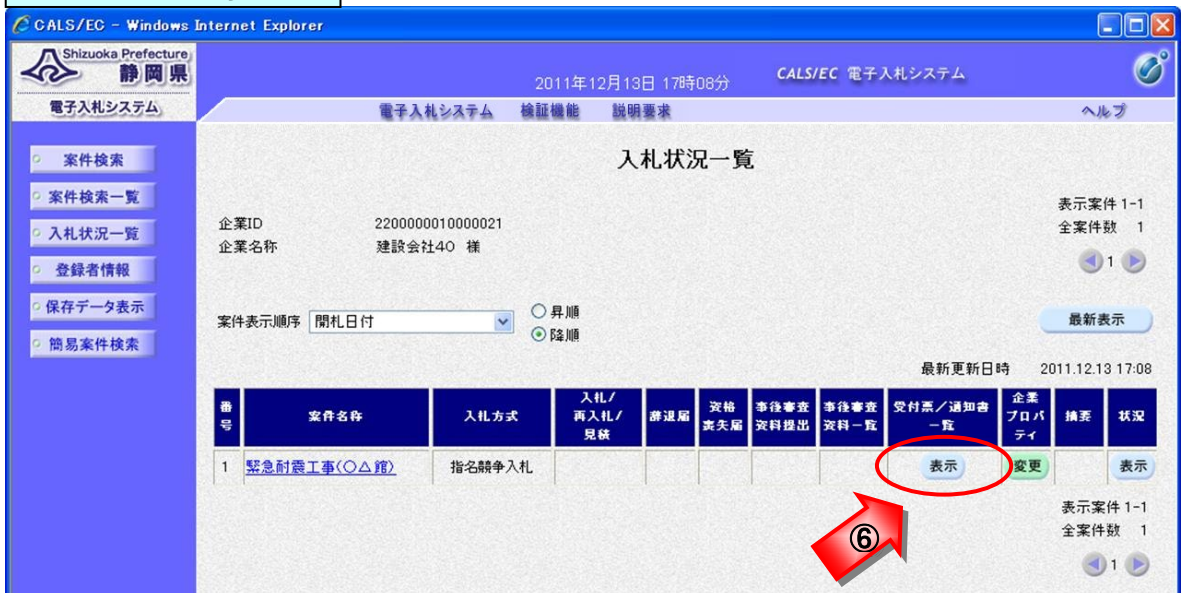 CALS/EC - Windows Internet Explorer
Shizuoka Prefecture
静岡県
電子入札システム
2011年12月13日 17時08分
CALS/EC 電子入札システム
電子入札システム 検証機能 説明要求 ヘルプ
案件検索
案件検索一覧
入札状況一覧
登録者情報
保存データ表示
簡易案件検索
入札状況一覧
企業ID 2200000010000021
企業名称 建設会社40 様
表示案件 1-1
全案件数 1
1
案件表示順序 開札日付
昇順
降順
最新表示
最新更新日時 2011.12.13 17:08
番号 案件名称 入札方式 入札/再入札/見積 辞退届 資格喪失届 事後審査資料提出 事後審査資料一覧 受付票/通知書一覧 企業プロパティ 摘要 状況
1 緊急耐震工事(○△館) 指名競争入札 表示 変更 表示
⑥
表示案件 1-1
全案件数 1
1